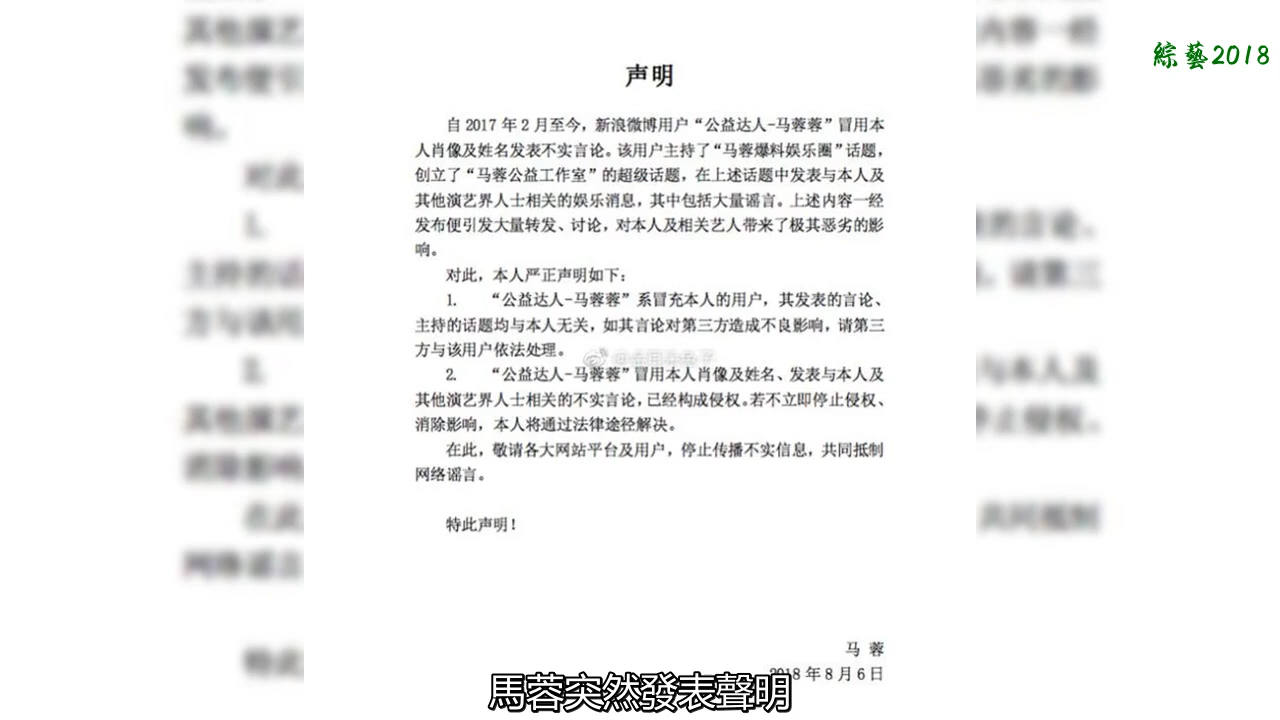 綜藝2018
声明
自 2017 年 2 月至今，新浪微博用户“公益达人-马蓉蓉”冒用本
人肖像及姓名发表不实言论。该用户主持了“马蓉爆料娱乐圈”话题，
创立了“马蓉公益工作室”的超级话题，在上述话题中发表与本人及
其他演艺界人士相关的娱乐消息，其中包括大量谣言。上述内容一经
发布便引发大量转发、讨论，对本人及相关艺人带来了极其恶劣的影
响。
对此，本人严正声明如下：
1. “公益达人-马蓉蓉”系冒充本人的用户，其发表的言论、
主持的话题均与本人无关，如其言论对第三方造成不良影响，请第三
方与该用户依法处理。
2. “公益达人-马蓉蓉”冒用本人肖像及姓名、发表与本人及
其他演艺界人士相关的不实言论，已经构成侵权。若不立即停止侵权、
消除影响，本人将通过法律途径解决。
在此，敬请各大网站平台及用户，停止传播不实信息，共同抵制
网络谣言。
特此声明！
马 蓉
2018 年 8 月 6 日
馬蓉突然發表聲明